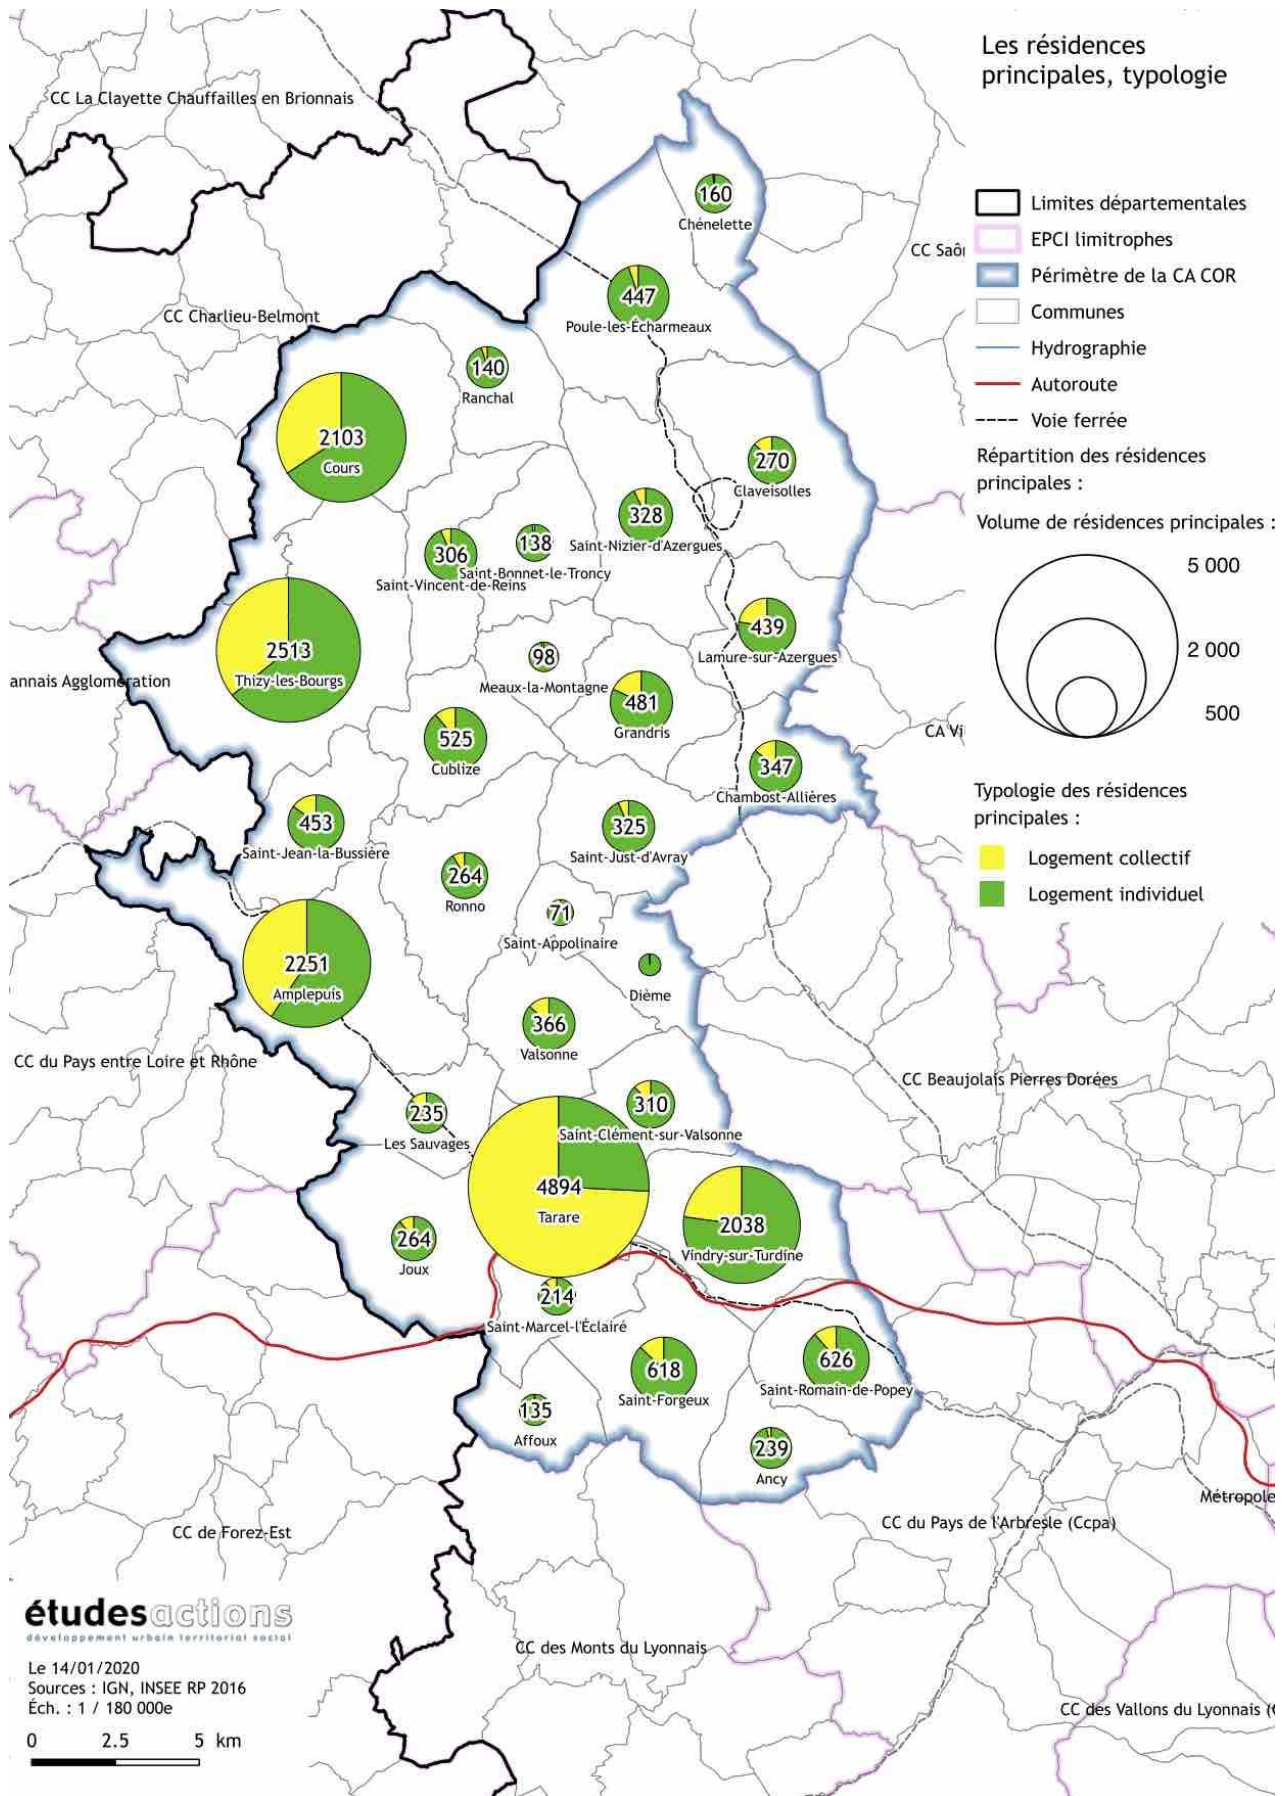 Les résidences
principales, typologie
CC La Clayette Chauffailles en Brionnais
160
Chénelette
Limites départementales
EPCI limitrophes
CC Saôn
Périmètre de la CA COR
447
Poule-les-Écharmeaux
CC Charlieu-Belmont
Communes
Hydrographie
140
Ranchal
Autoroute
Voie ferrée
2103
Cours
270
Claveisolles
Répartition des résidences
principales :
328
Saint-Nizier-d'Azergues
Volume de résidences principales :
5 000
2 000
500
306
Saint-Vincent-de-Reins
138
Saint-Bonnet-le-Troncy
439
Lamure-sur-Azergues
2513
Thizy-les-Bourgs
annais Agglomération
98
Meaux-la-Montagne
481
Grandris
525
Cublize
CA Vi
347
Chambost-Allières
Typologie des résidences
principales :
Logement collectif
Logement individuel
453
Saint-Jean-la-Bussière
325
Saint-Just-d'Avray
264
Ronno
71
Saint-Appolinaire
2251
Amplepuis
Dième
366
Valsonne
CC du Pays entre Loire et Rhône
CC Beaujolais Pierres Dorées
235
Les Sauvages
310
Saint-Clément-sur-Valsonne
4894
Tarare
2038
Vindry-sur-Turdine
264
Joux
214
Saint-Marcel-l'Éclairé
618
Saint-Forgeux
626
Saint-Romain-de-Popey
135
Affoux
239
Ancy
Métropole
CC de Forez-Est
CC du Pays de l'Arbresle (Ccpa)
étudesactions
développement urbain territorial social
CC des Monts du Lyonnais
Le 14/01/2020
Sources : IGN, INSEE RP 2016
Éch. : 1 / 180 000e
CC des Vallons du Lyonnais (
0 2.5 5 km